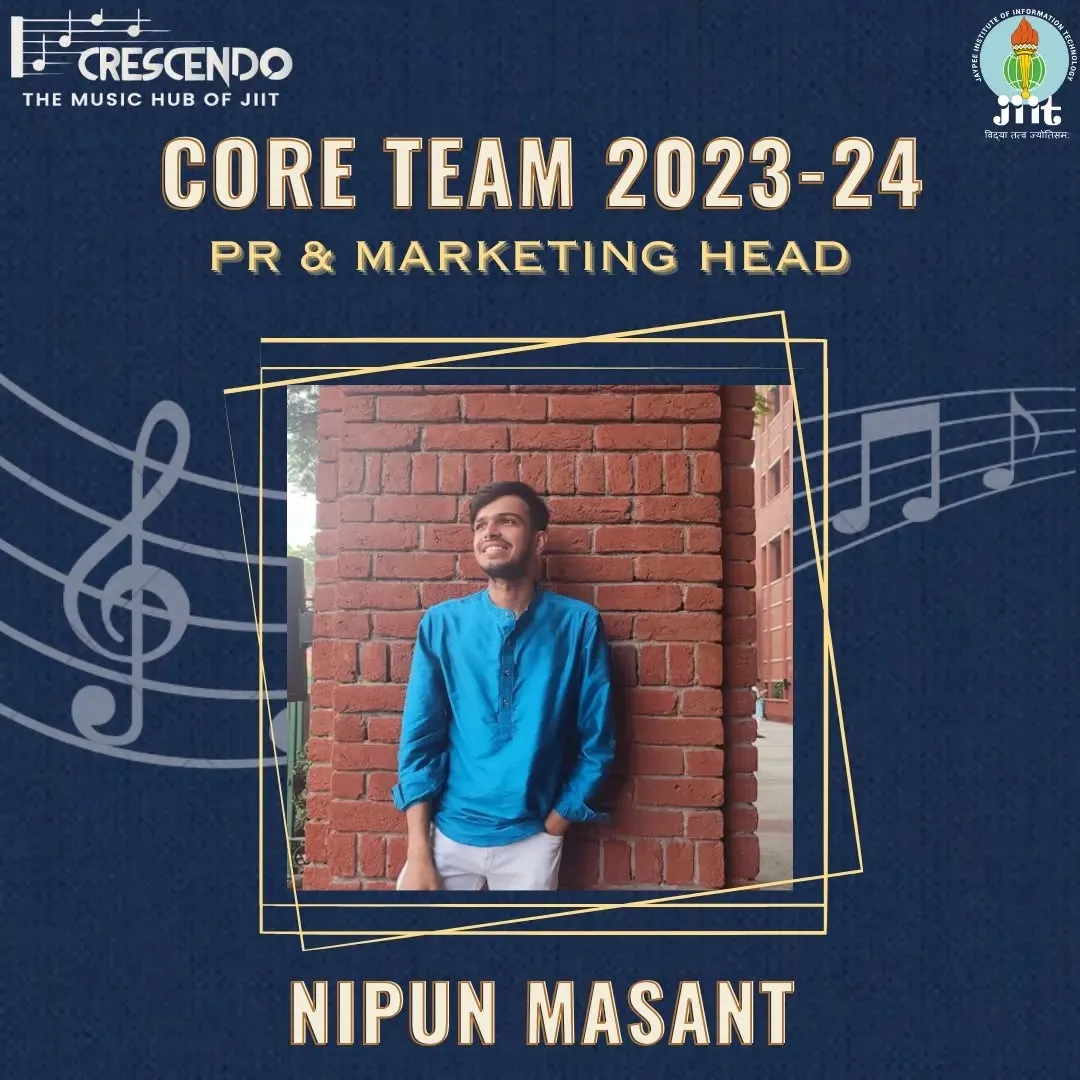 CRESCENDO
THE MUSIC HUB OF JIIT
JAYPEE INSTITUTE OF INFORMATION TECHNOLOGY
jiit
विद्या तत्व ज्योतिसम:
CORE TEAM 2023-24
PR & MARKETING HEAD
NIPUN MASANT